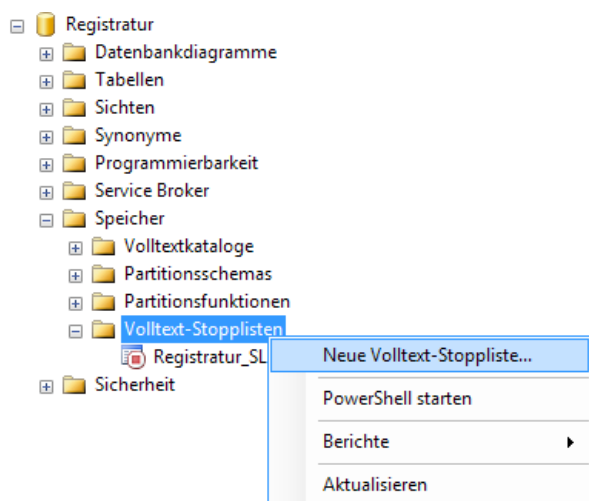 Registratur
Datenbankdiagramme
Tabellen
Sichten
Synonyme
Programmierbarkeit
Service Broker
Speicher
Volltextkataloge
Partitionsschemas
Partitionsfunktionen
Volltext-Stopplisten
Registratur_SL
Sicherheit
Neue Volltext-Stoppliste...
PowerShell starten
Berichte
Aktualisieren